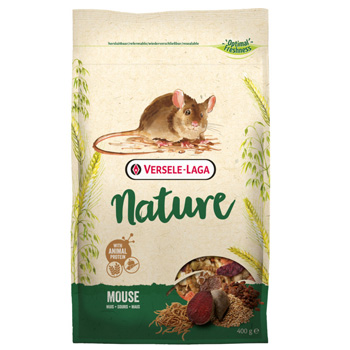 Optimal
Freshness
VERSELE-LAGA
Nature
WITH
ANIMAL
PROTEIN
MOUSE
400 g e